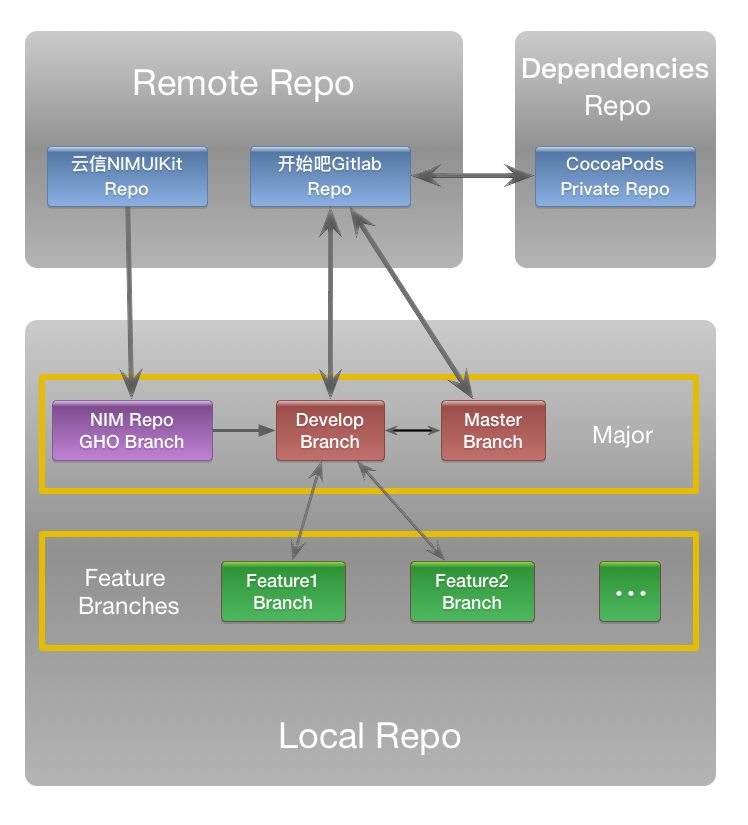 Remote Repo
Dependencies
Repo
云信NIMUIKit
Repo
开始吧Gitlab
Repo
CocoaPods
Private Repo
NIM Repo
GHO Branch
Develop
Branch
Master
Branch
Major
Feature
Branches
Feature1
Branch
Feature2
Branch
...
Local Repo